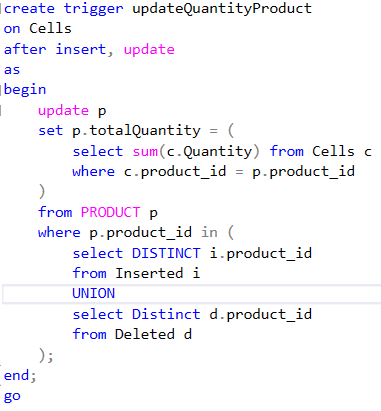 create trigger updateQuantityProduct
on Cells
after insert, update
as
begin
    update p
    set p.totalQuantity = (
        select sum(c.Quantity) from Cells c
        where c.product_id = p.product_id
    )
    from PRODUCT p
    where p.product_id in (
        select DISTINCT i.product_id
        from Inserted i
        UNION
        select Distinct d.product_id
        from Deleted d
    );
end;
go